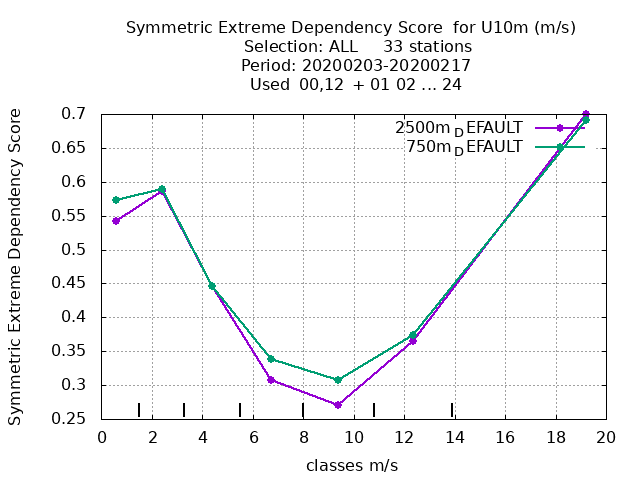 Symmetric Extreme Dependency Score  for U10m (m/s)
Selection: ALL     33 stations
Period: 20200203-20200217
Used  00,12  + 01 02 ... 24
2500mDEFAULT
750mDEFAULT
Symmetric Extreme Dependency Score
0.7
0.65
0.6
0.55
0.5
0.45
0.4
0.35
0.3
0.25
0 2 4 6 8 10 12 14 16 18 20
classes m/s